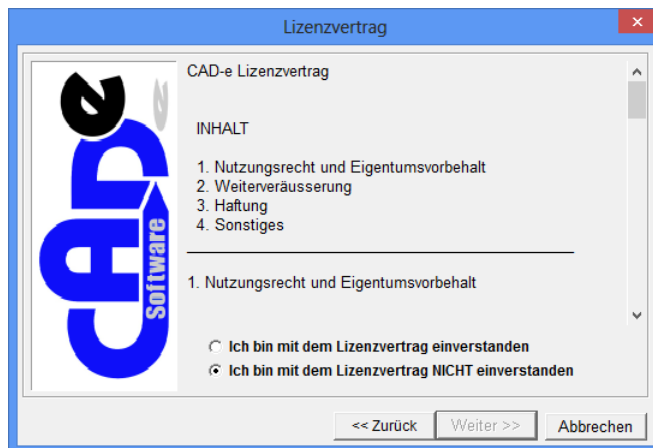 Lizenzvertrag
CADe
Software
CAD-e Lizenzvertrag
INHALT
1. Nutzungsrecht und Eigentumsvorbehalt
2. Weiterveräusserung
3. Haftung
4. Sonstiges
1. Nutzungsrecht und Eigentumsvorbehalt
Ich bin mit dem Lizenzvertrag einverstanden
Ich bin mit dem Lizenzvertrag NICHT einverstanden
<< Zurück Weiter >> Abbrechen